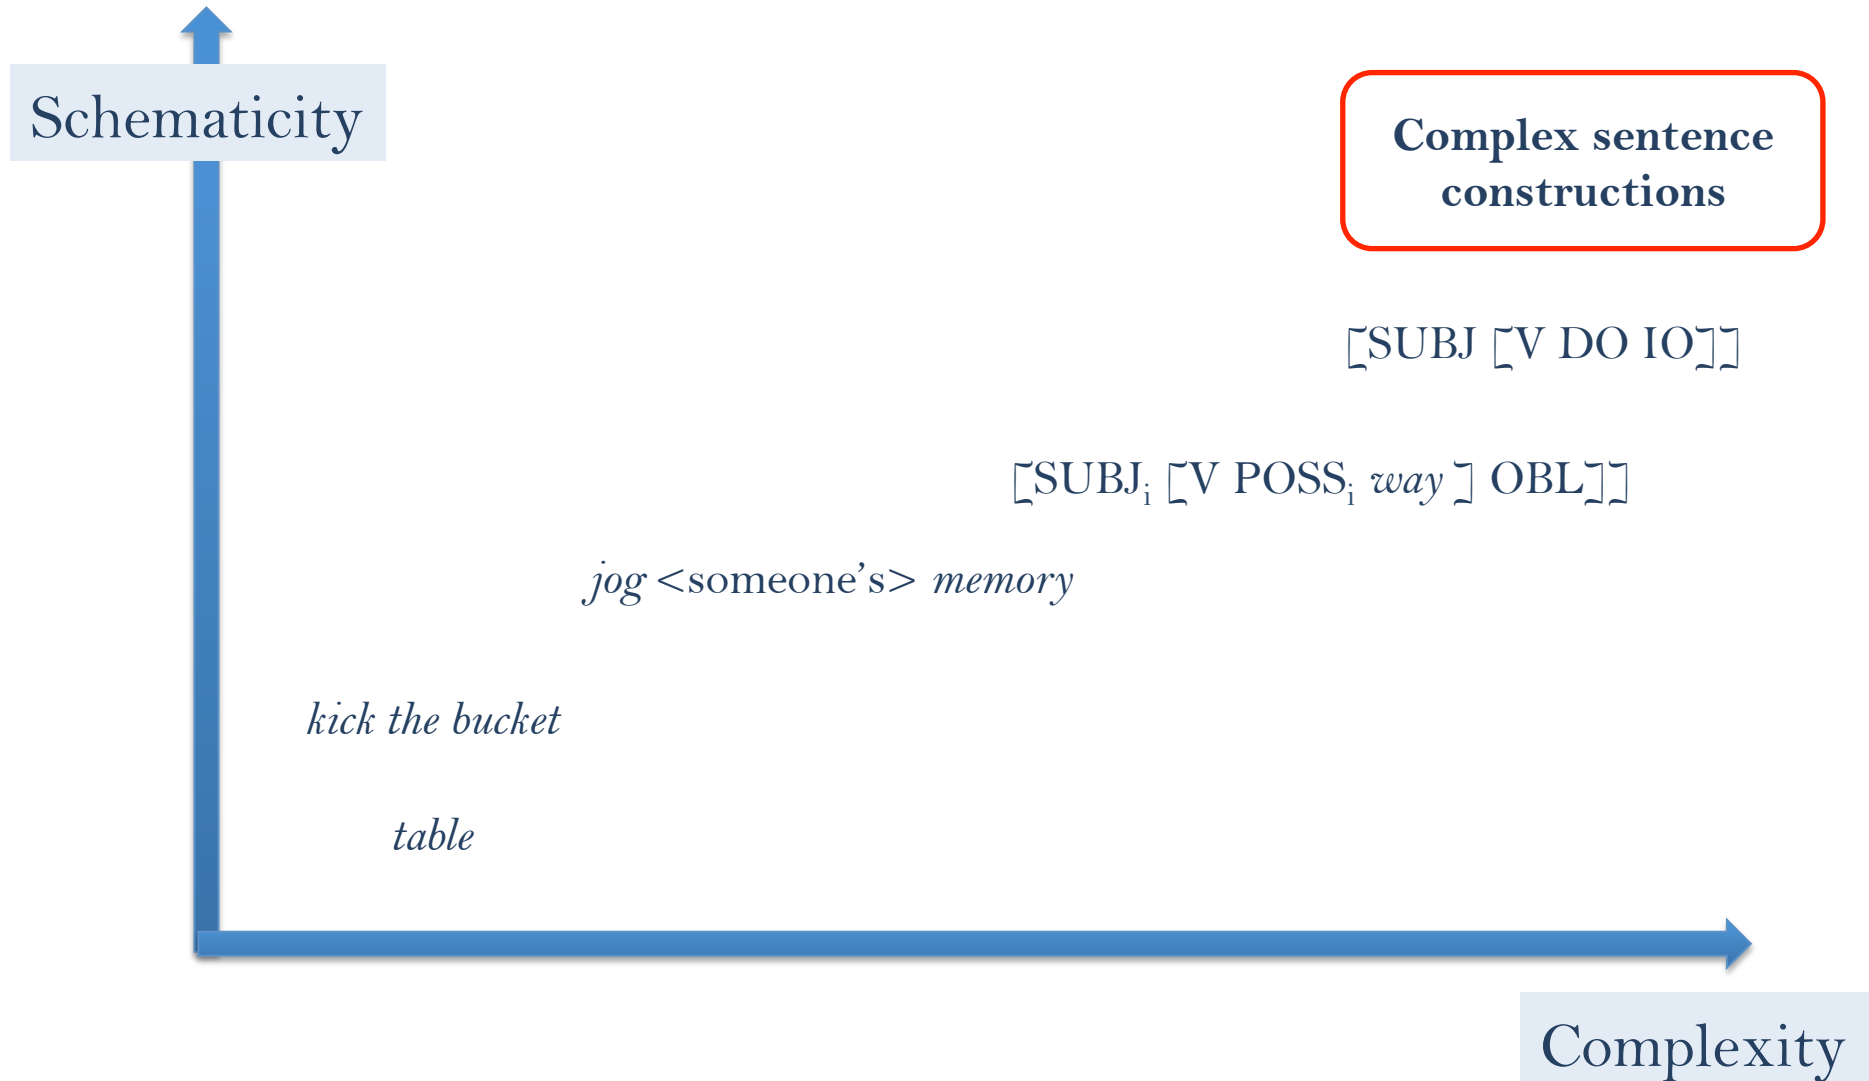 Schematicity
Complex sentence
constructions
[SUBJ [V DO IO]]
[SUBJi [V POSSi way ] OBL]]
jog <someone’s> memory
kick the bucket
table
Complexity